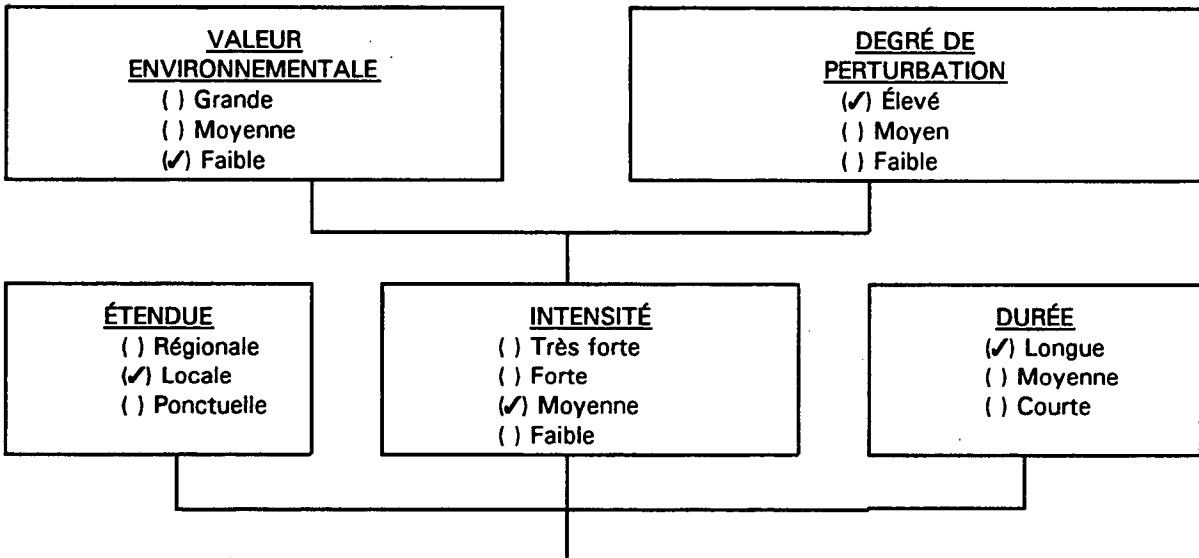 VALEUR
ENVIRONNEMENTALE
( ) Grande
( ) Moyenne
(✓) Faible
DEGRÉ DE
PERTURBATION
(✓) Élevé
( ) Moyen
( ) Faible
ÉTENDUE
( ) Régionale
(✓) Locale
( ) Ponctuelle
INTENSITÉ
( ) Très forte
( ) Forte
(✓) Moyenne
( ) Faible
DURÉE
(✓) Longue
( ) Moyenne
( ) Courte